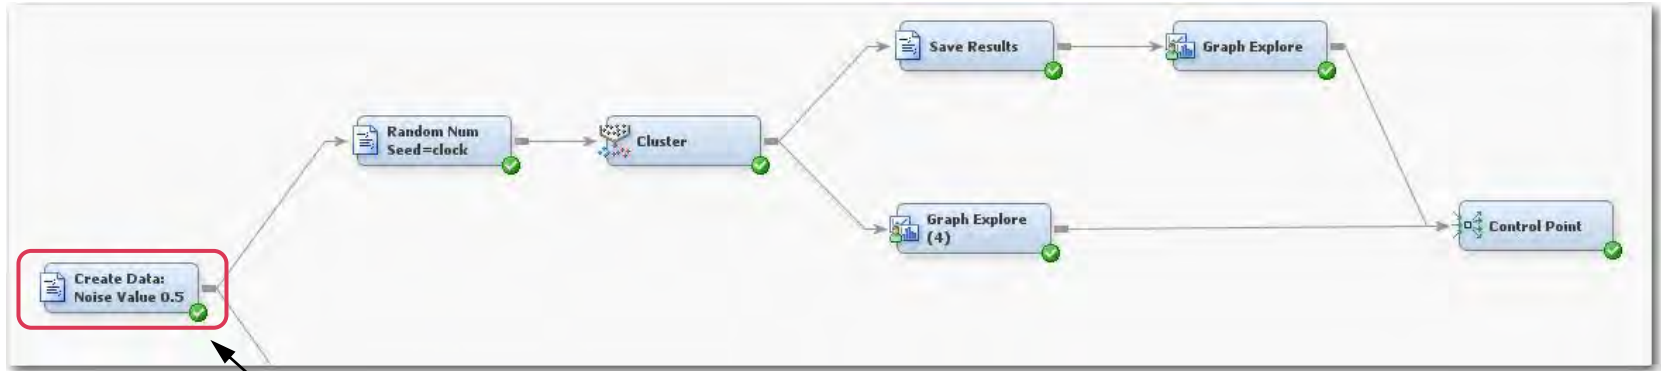 Save Results
Graph Explore
Random Num
Seed=clock
Cluster
Graph Explore
(4)
Control Point
Create Data:
Noise Value 0.5